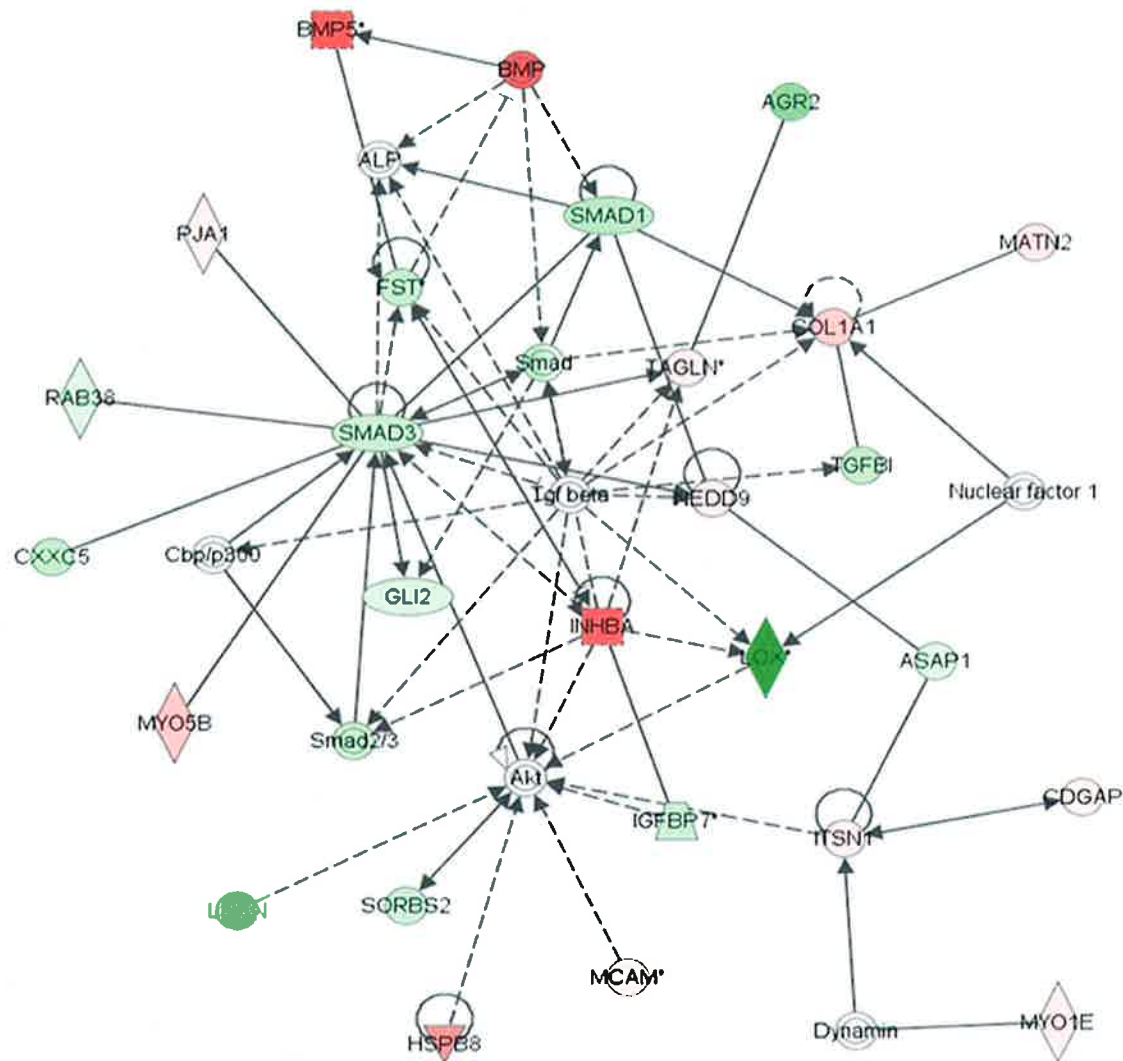 BMP5*
BMP
AGR2
ALP
SMAD1
PJA1
MATN2
FST*
COL1A1
Smad
TAGLN*
RAB38
SMAD3
TGFBI
Tgf beta
NEDD9
Nuclear factor 1
CXXC5
Cbp/p300
GLI2
INHBA
LOX*
ASAP1
MYO5B
Smad2/3
Akt
CDGAP
IGFBP7*
ITSN1
SORBS2
MCAM*
HSPB8
Dynamin
MYO1E